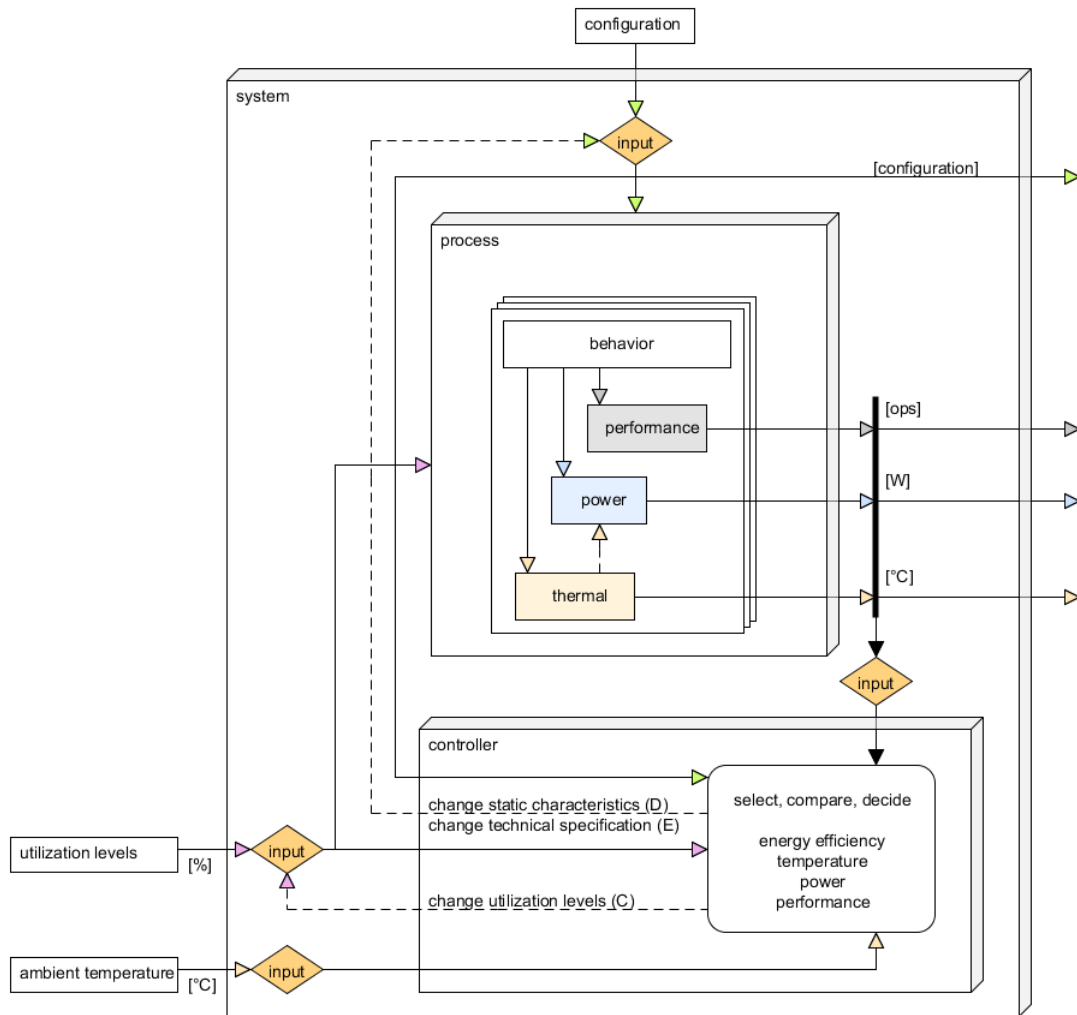 configuration
system
input
[configuration]
process
behavior
[ops]
performance
[W]
power
[°C]
thermal
input
controller
select, compare, decide
change static characteristics (D)
change technical specification (E)
energy efficiency
temperature
power
performance
utilization levels
[%]
input
change utilization levels (C)
ambient temperature
[°C]
input